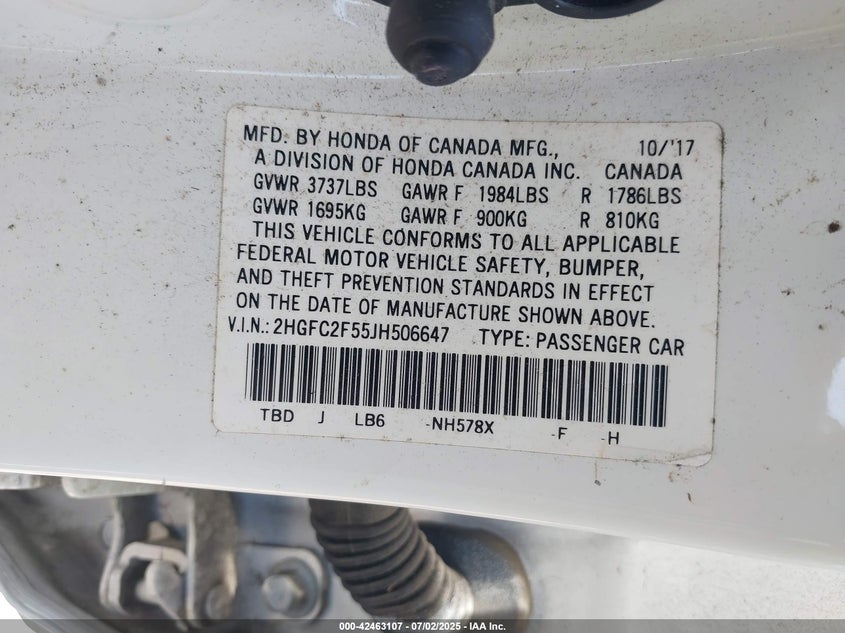 MFD. BY HONDA OF CANADA MFG., 10/'17
A DIVISION OF HONDA CANADA INC. CANADA
GVWR 3737LBS GAWR F 1984LBS R 1786LBS
GVWR 1695KG GAWR F 900KG R 810KG
THIS VEHICLE CONFORMS TO ALL APPLICABLE
FEDERAL MOTOR VEHICLE SAFETY, BUMPER,
AND THEFT PREVENTION STANDARDS IN EFFECT
ON THE DATE OF MANUFACTURE SHOWN ABOVE.
V.I.N.: 2HGFC2F55JH506647 TYPE: PASSENGER CAR
TBD J LB6 -NH578X -F -H
000-42463107 - 07/02/2025 - IAA Inc.